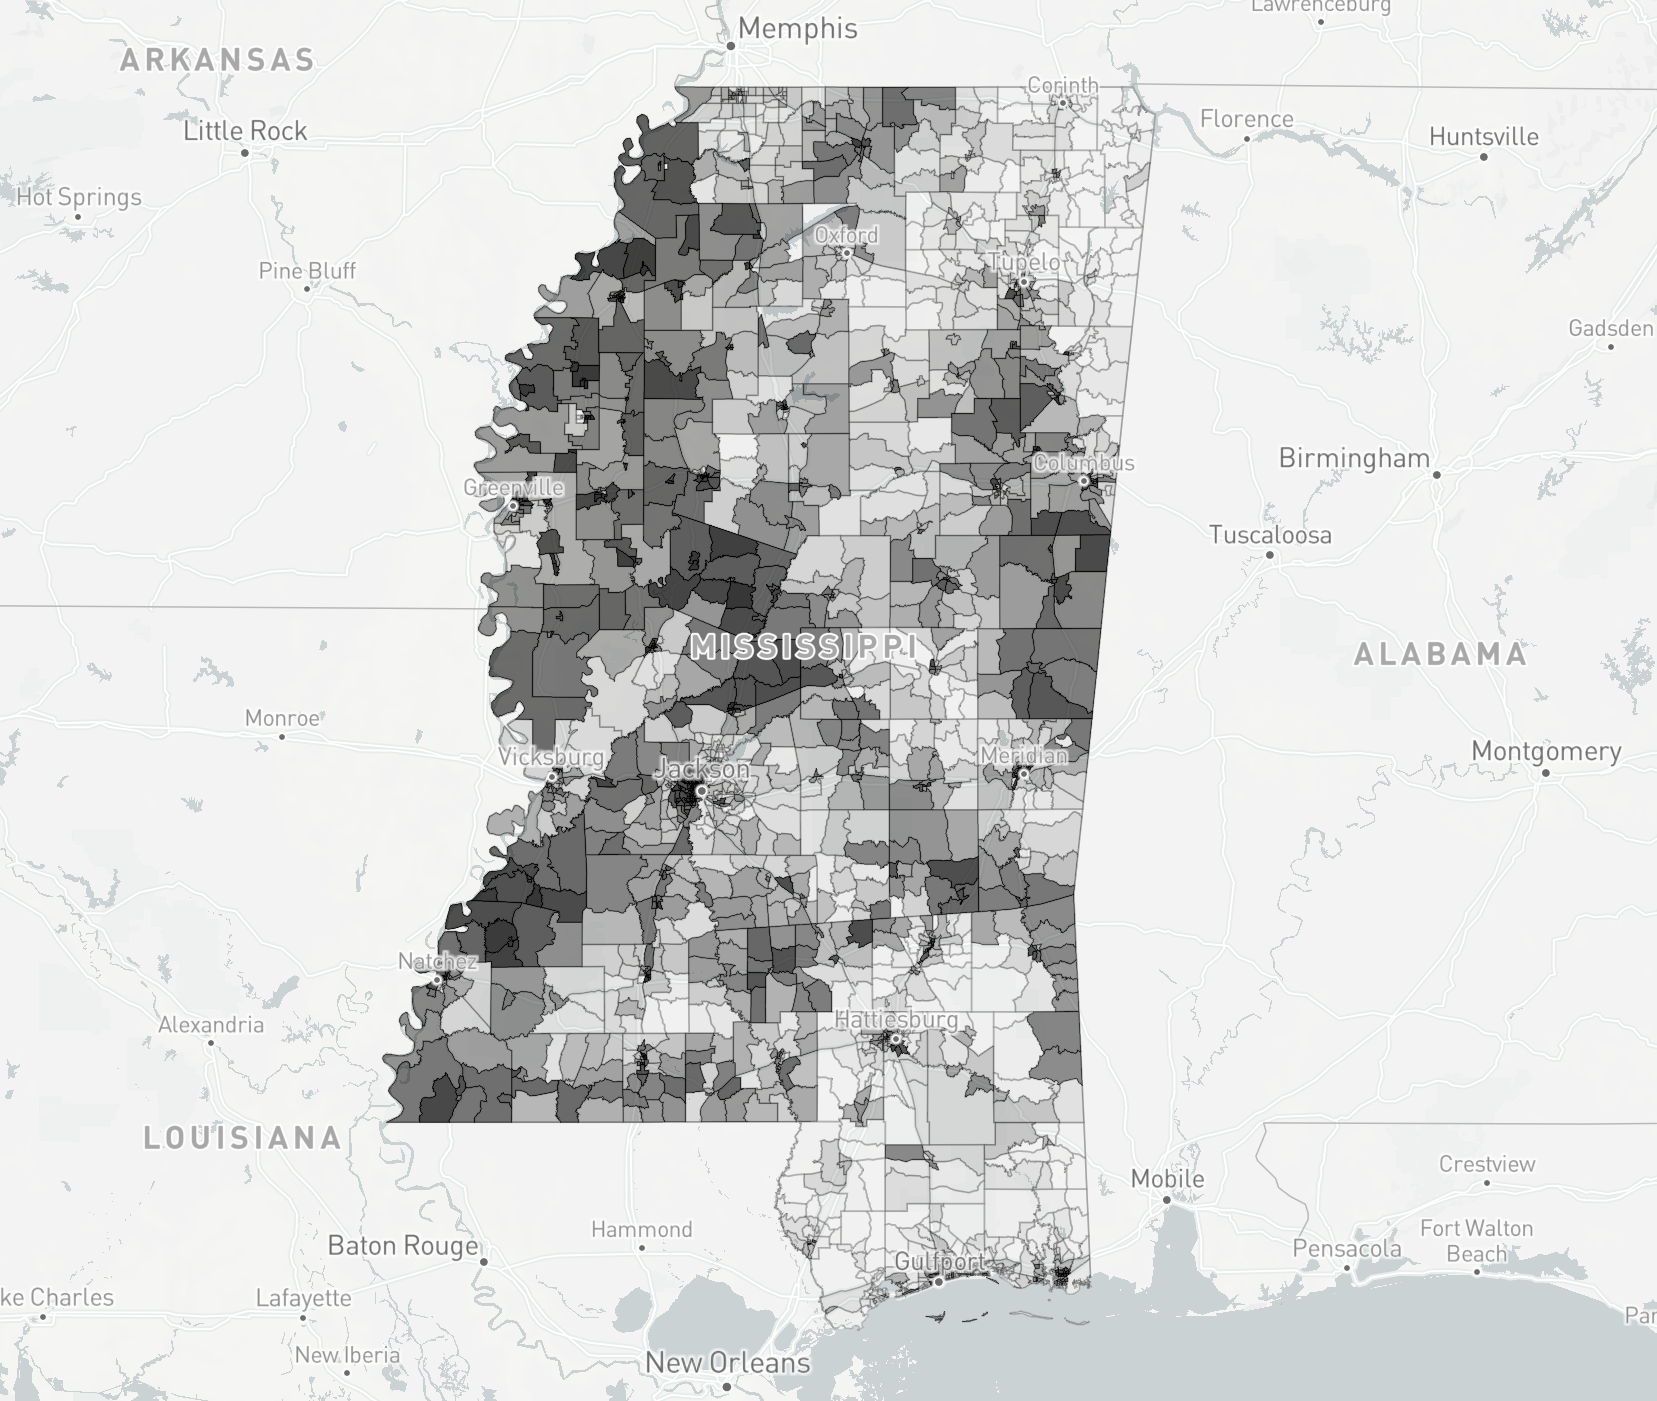 Lawrenceburg
Memphis
ARKANSAS
Corinth
Florence
Little Rock
Huntsville
Hot Springs
Oxford
Tupelo
Pine Bluff
Gadsden
Columbus
Birmingham
Greenville
Tuscaloosa
MISSISSIPPI
ALABAMA
Monroe
Vicksburg
Meridian
Montgomery
Jackson
Natchez
Alexandria
Hattiesburg
LOUISIANA
Crestview
Mobile
Hammond
Fort Walton
Beach
Baton Rouge
Pensacola
Gulfport
ke Charles
Lafayette
Par
New Iberia
New Orleans